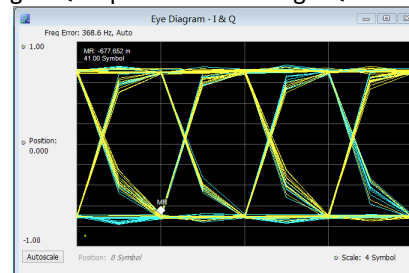 Eye Diagram - I & Q
Freq Error: 368.6 Hz, Auto
1.00
MR: -677.652 m
41.00 Symbol
Position:
0.000
MR
-1.00
Autoscale
Position: 0 Symbol
Scale: 4 Symbol